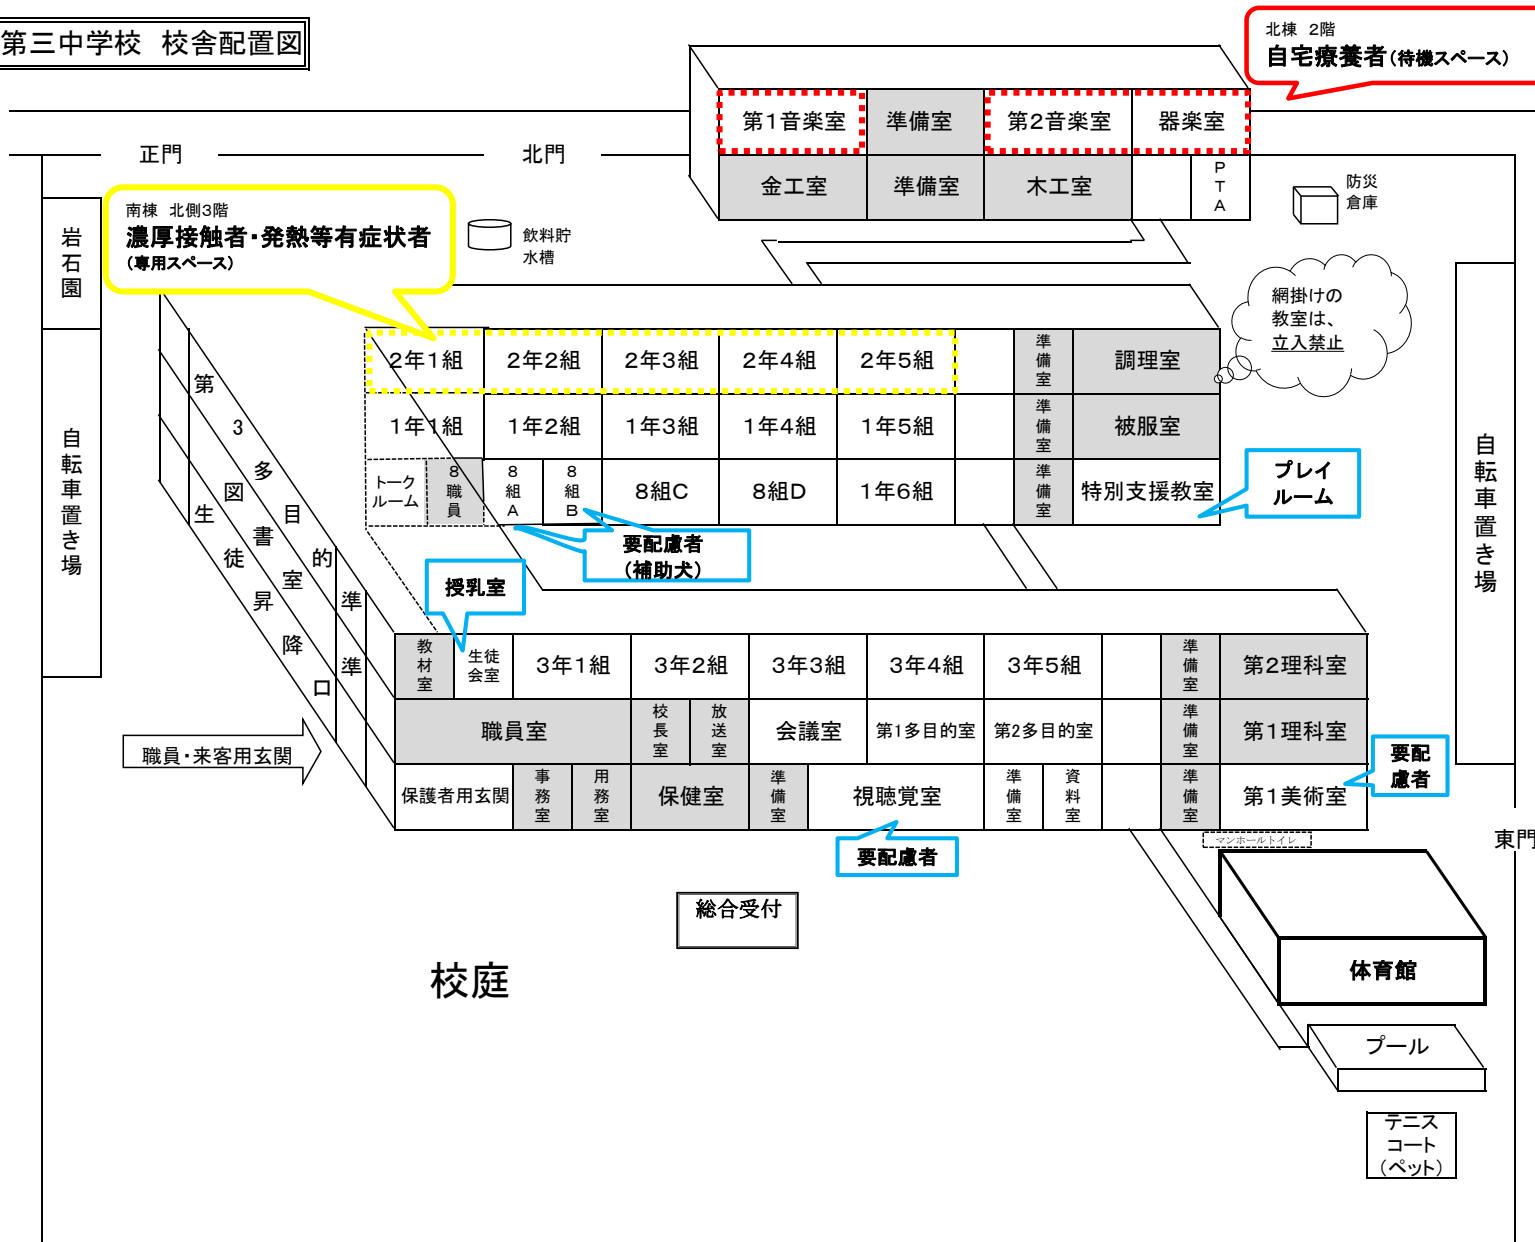 第三中学校 校舎配置図
北棟 2階
自宅療養者(待機スペース)
第1音楽室
準備室
第2音楽室
器楽室
正門
北門
金工室
準備室
木工室
PTA
防災
倉庫
南棟 北側3階
濃厚接触者・発熱等有症状者
(専用スペース)
岩石園
飲料貯
水槽
網掛けの
教室は、
立入禁止
2年1組
2年2組
2年3組
2年4組
2年5組
準備室
調理室
1年1組
1年2組
1年3組
1年4組
1年5組
準備室
被服室
トーク
ルーム
8職員
8組A
8組B
8組C
8組D
1年6組
準備室
特別支援教室
プレイ
ルーム
自転車置き場
自転車置き場
第3多目的準
図書室準
生徒昇降口
要配慮者
(補助犬)
授乳室
教材室
生徒
会室
3年1組
3年2組
3年3組
3年4組
3年5組
準備室
第2理科室
職員室
校長室
放送室
会議室
第1多目的室
第2多目的室
準備室
第1理科室
職員・来客用玄関
要配
慮者
保護者用玄関
事務室
用務室
保健室
準備室
視聴覚室
準備室
資料室
準備室
第1美術室
要配慮者
マンホールトイレ
東門
総合受付
校庭
体育館
プール
テニス
コート
(ペット)